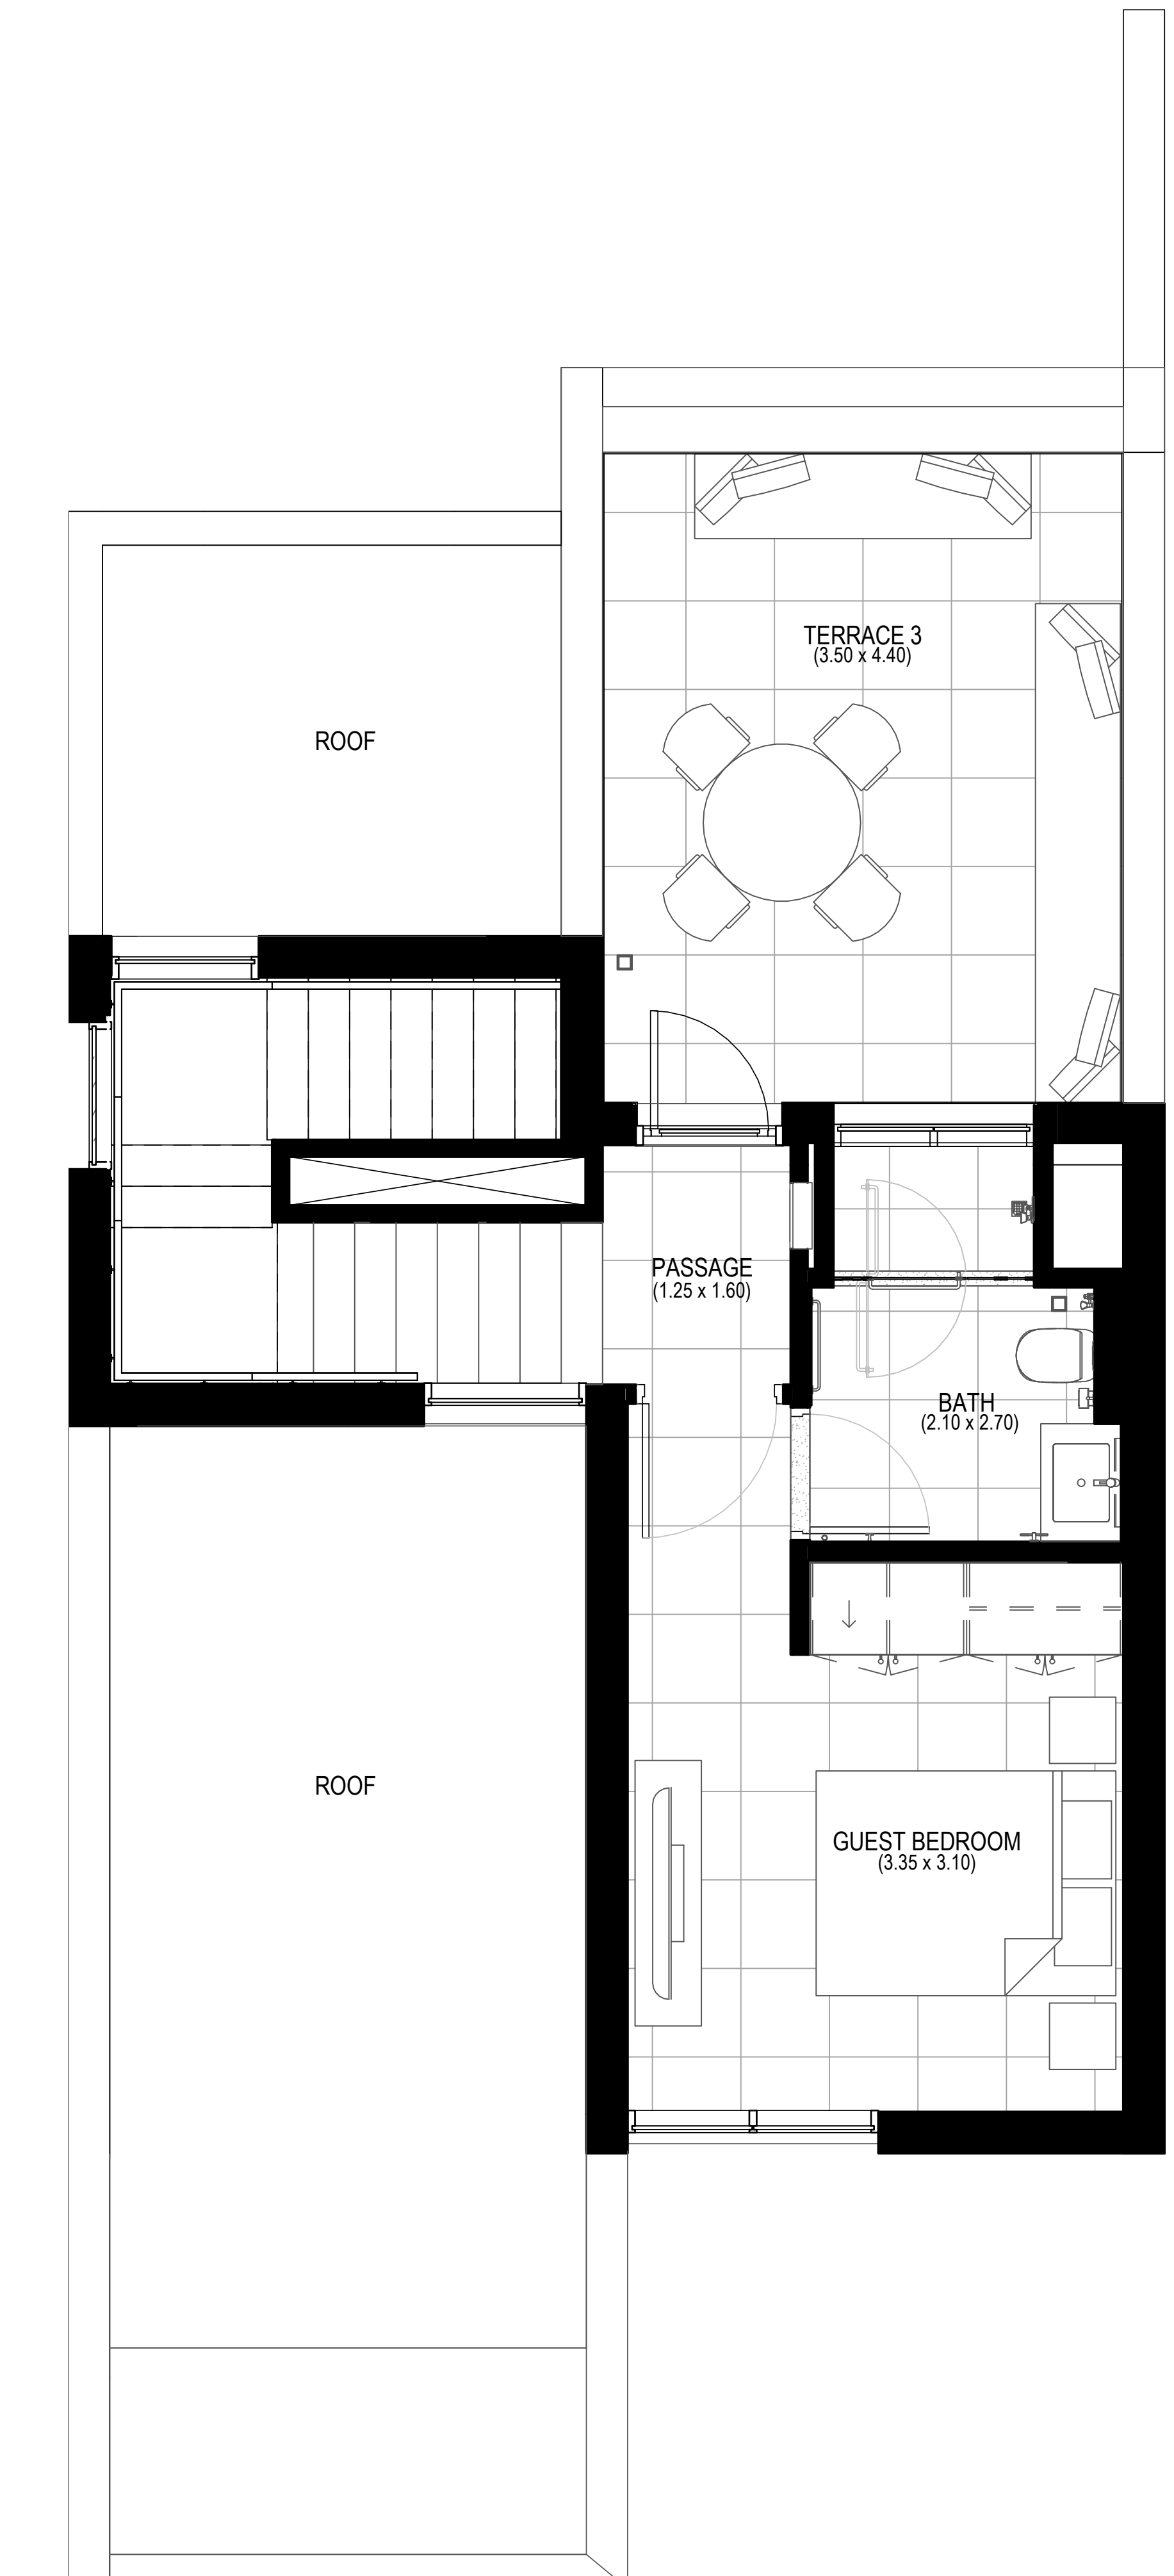 TERRACE 3
(3.50 x 4.40)
ROOF
PASSAGE
(1.25 x 1.60)
BATH
(2.10 x 2.70)
ROOF
GUEST BEDROOM
(3.35 x 3.10)